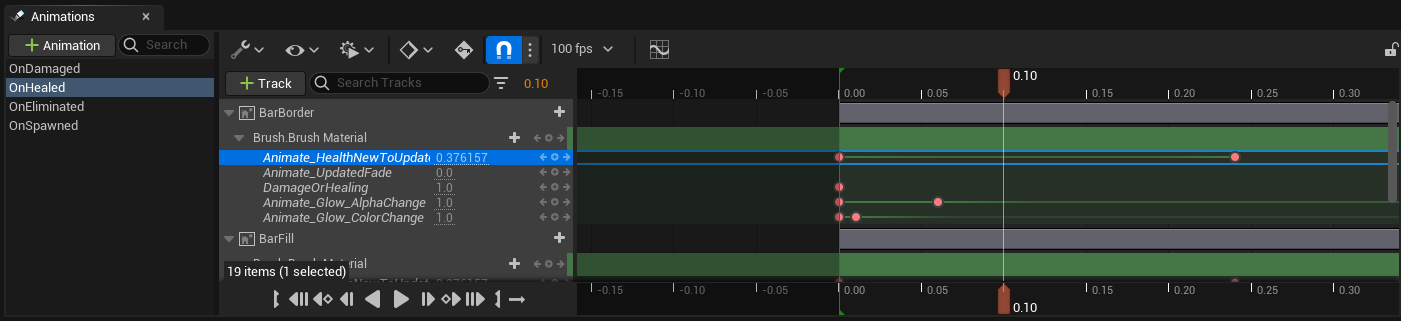 Animations
Animation
Search
OnDamaged
OnHealed
OnEliminated
OnSpawned
100 fps
Track
Search Tracks
0.10
0.10
-0.15 -0.10 -0.05 0.00 0.05 0.15 0.20 0.25 0.30
BarBorder
Brush.Brush Material
Animate_HealthNewToUpdat 0.376157
Animate_UpdatedFade 0.0
DamageOrHealing 1.0
Animate_Glow_AlphaChange 1.0
Animate_Glow_ColorChange 1.0
BarFill
19 items (1 selected)
-0.15 -0.10 -0.05 0.00 0.05 0.15 0.20 0.25 0.30
0.10